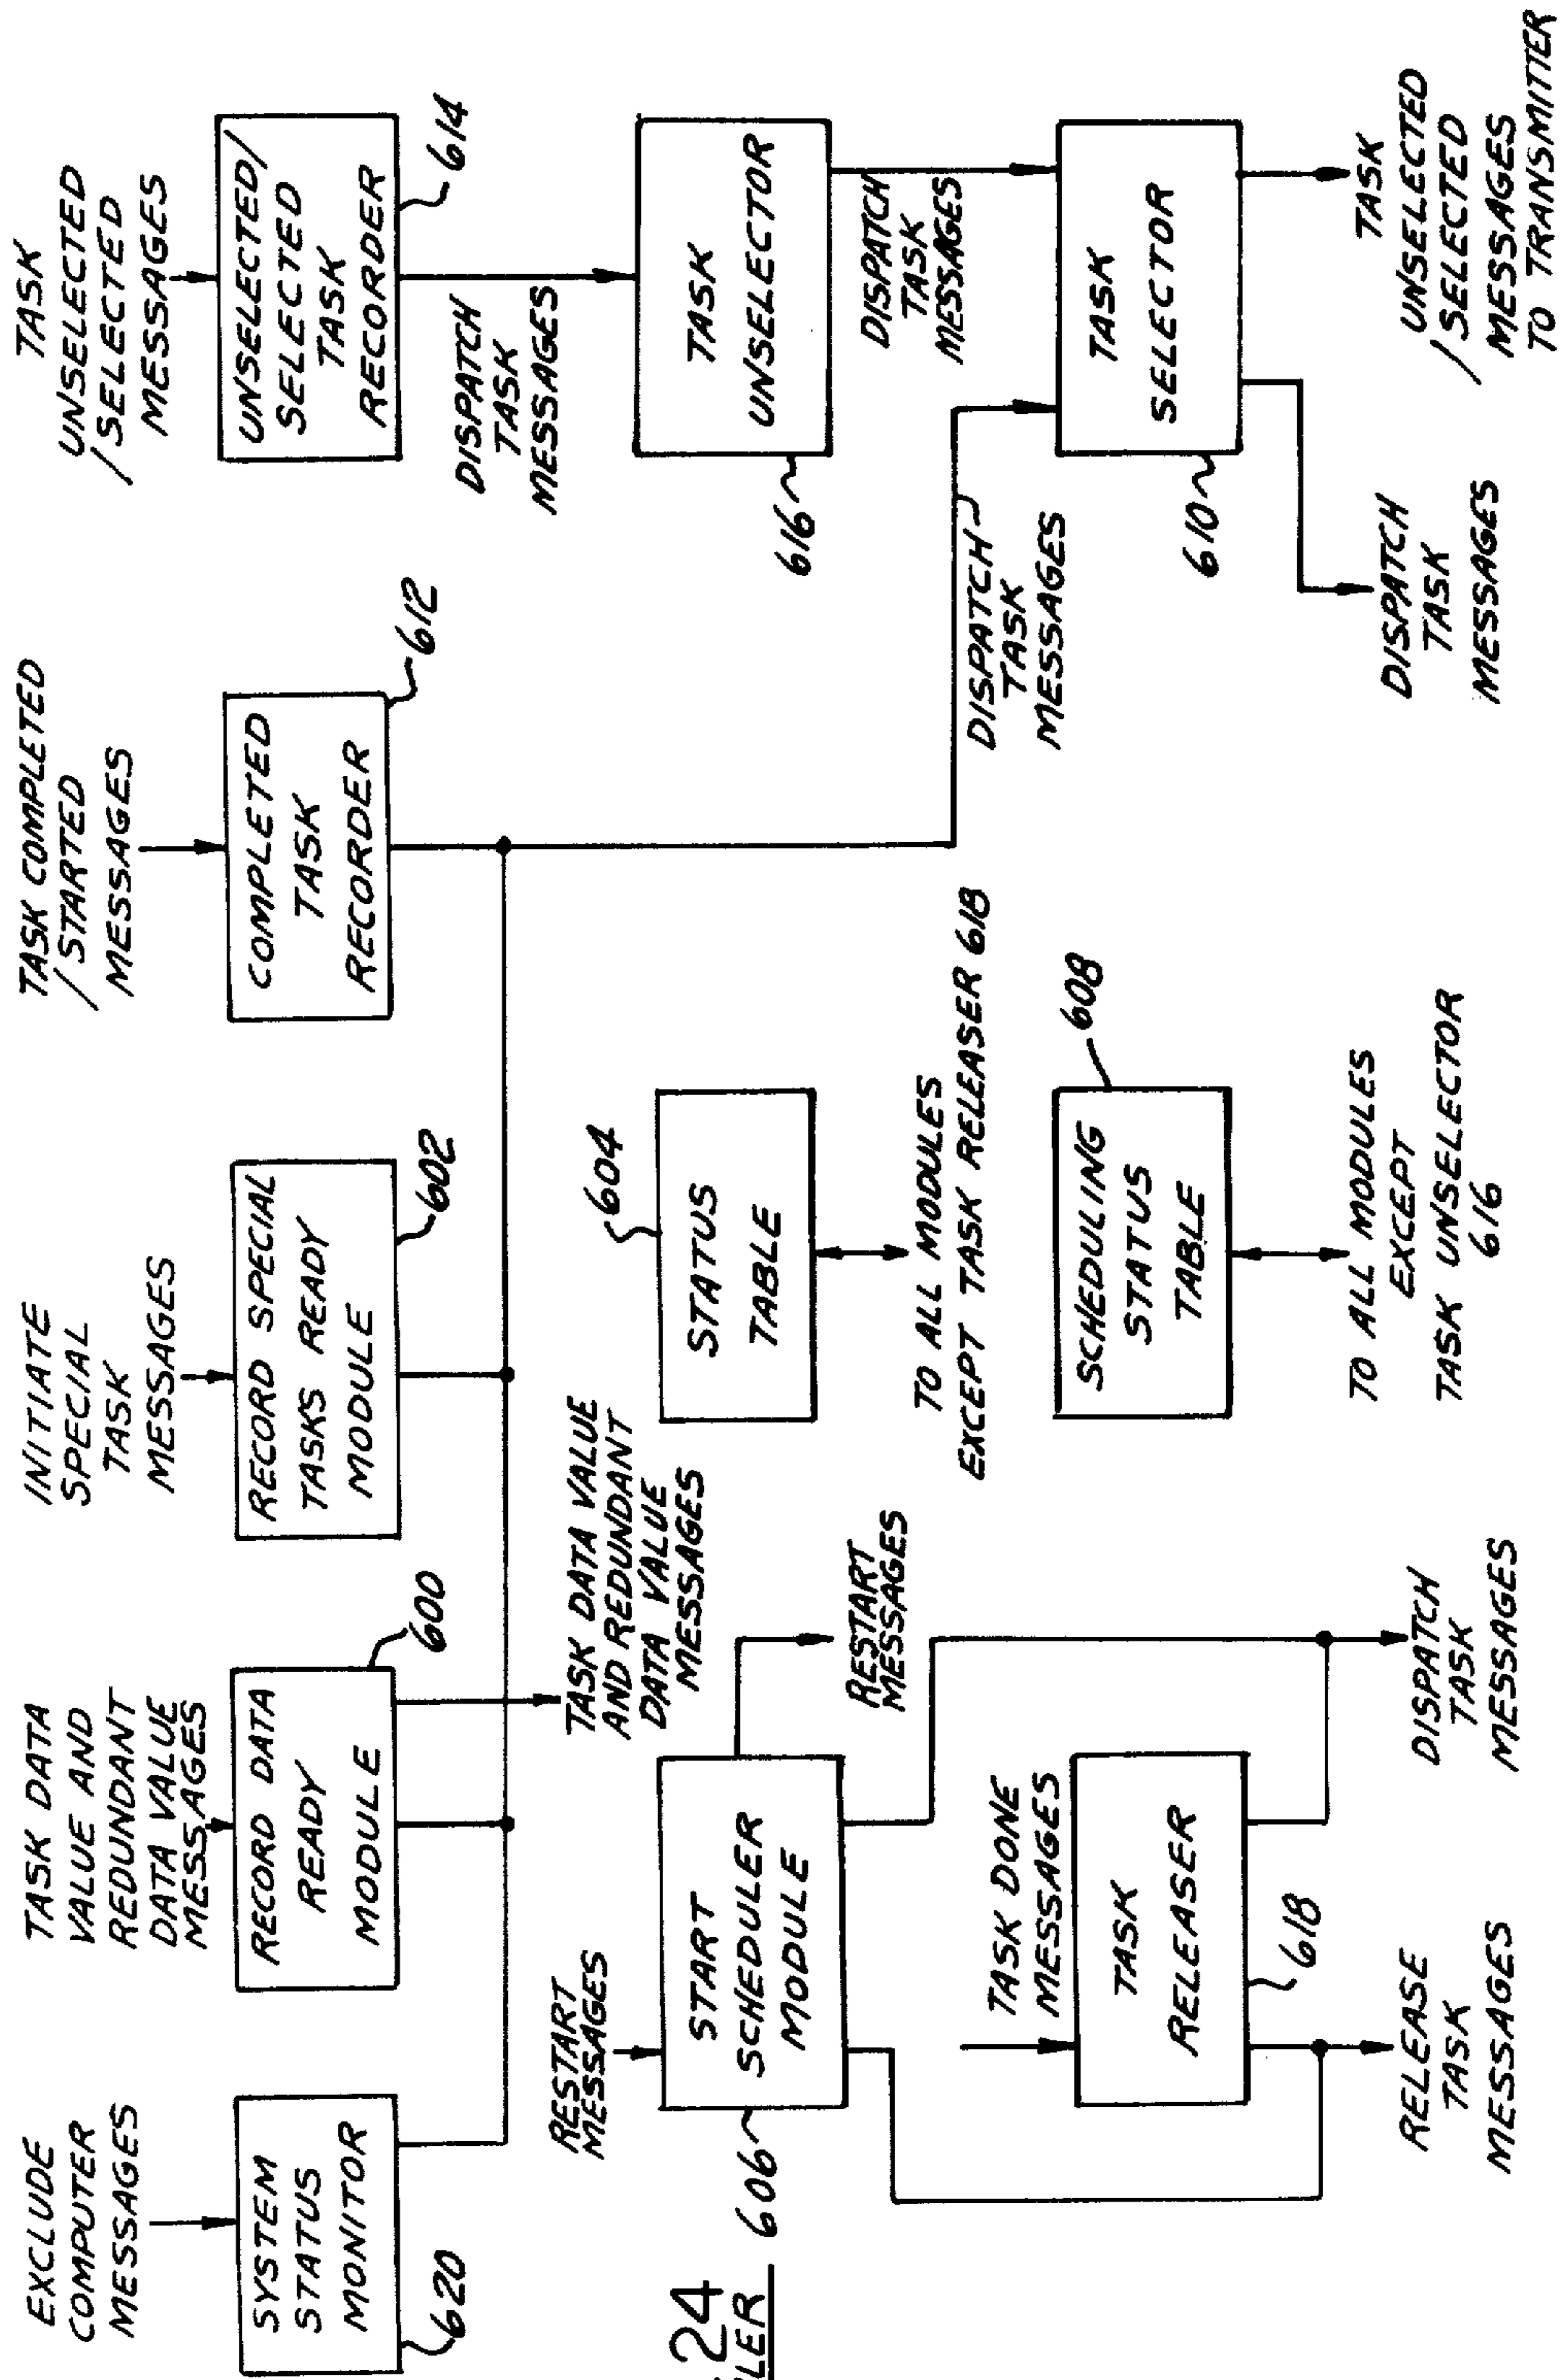 EXCLUDE
COMPUTER
MESSAGES
SYSTEM
STATUS
MONITOR
620
TASK DATA
VALUE AND
REDUNDANT
DATA VALUE
MESSAGES
RECORD DATA
READY
MODULE
600
INITIATE
SPECIAL
TASK
MESSAGES
RECORD SPECIAL
TASKS READY
MODULE
602
TASK COMPLETED
/STARTED
MESSAGES
COMPLETED
TASK
RECORDER
612
TASK
UNSELECTED
/SELECTED
MESSAGES
UNSELECTED/
SELECTED
TASK
RECORDER
614
DISPATCH
TASK
MESSAGES
TASK DATA VALUE
AND REDUNDANT
DATA VALUE
MESSAGES
RESTART
MESSAGES
START
SCHEDULER
MODULE
606
RESTART
MESSAGES
STATUS
TABLE
604
TO ALL MODULES
EXCEPT TASK RELEASER 618
TASK
UNSELECTOR
616
DISPATCH
TASK
MESSAGES
DISPATCH
TASK
MESSAGES
TASK DONE
MESSAGES
TASK
RELEASER
618
SCHEDULING
STATUS
TABLE
608
TASK
SELECTOR
610
RELEASE
TASK
MESSAGES
DISPATCH
TASK
MESSAGES
TO ALL MODULES
EXCEPT
TASK UNSELECTOR
616
DISPATCH
TASK
MESSAGES
TASK
UNSELECTED
/SELECTED
MESSAGES
TO TRANSMITTER
24
LER